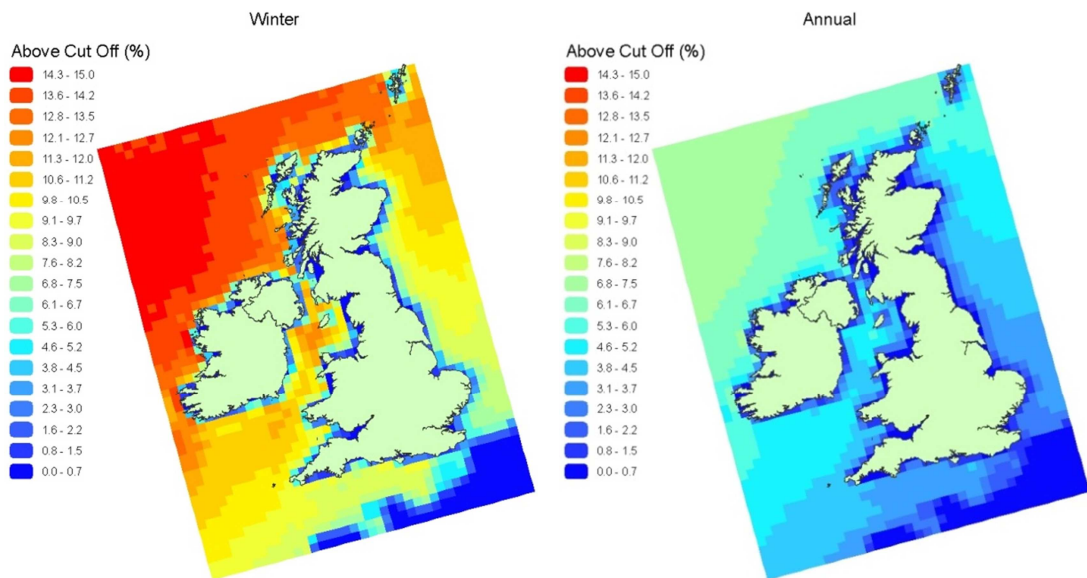 Winter
Above Cut Off (%)
14.3 - 15.0
13.6 - 14.2
12.8 - 13.5
12.1 - 12.7
11.3 - 12.0
10.6 - 11.2
9.8 - 10.5
9.1 - 9.7
8.3 - 9.0
7.6 - 8.2
6.8 - 7.5
6.1 - 6.7
5.3 - 6.0
4.6 - 5.2
3.8 - 4.5
3.1 - 3.7
2.3 - 3.0
1.6 - 2.2
0.8 - 1.5
0.0 - 0.7
Annual
Above Cut Off (%)
14.3 - 15.0
13.6 - 14.2
12.8 - 13.5
12.1 - 12.7
11.3 - 12.0
10.6 - 11.2
9.8 - 10.5
9.1 - 9.7
8.3 - 9.0
7.6 - 8.2
6.8 - 7.5
6.1 - 6.7
5.3 - 6.0
4.6 - 5.2
3.8 - 4.5
3.1 - 3.7
2.3 - 3.0
1.6 - 2.2
0.8 - 1.5
0.0 - 0.7